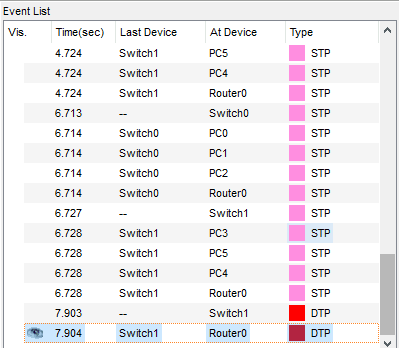 Event List
Vis. Time(sec) Last Device At Device Type
4.724 Switch1 PC5 STP
4.724 Switch1 PC4 STP
4.724 Switch1 Router0 STP
6.713 -- Switch0 STP
6.714 Switch0 PC0 STP
6.714 Switch0 PC1 STP
6.714 Switch0 PC2 STP
6.714 Switch0 Router0 STP
6.727 -- Switch1 STP
6.728 Switch1 PC3 STP
6.728 Switch1 PC5 STP
6.728 Switch1 PC4 STP
6.728 Switch1 Router0 STP
7.903 -- Switch1 DTP
7.904 Switch1 Router0 DTP